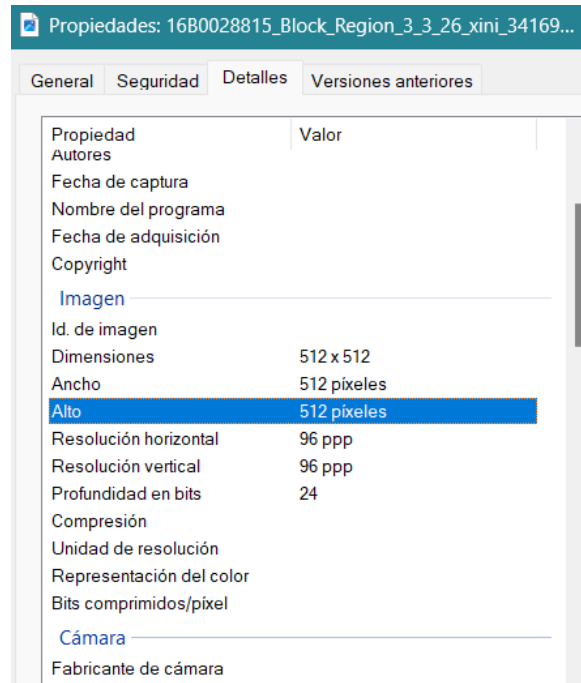 Propiedades: 16B0028815_Block_Region_3_3_26_xini_34169...
General Seguridad Detalles Versiones anteriores
Propiedad Valor
Autores
Fecha de captura
Nombre del programa
Fecha de adquisición
Copyright
Imagen
Id. de imagen
Dimensiones 512 x 512
Ancho 512 píxeles
Alto 512 píxeles
Resolución horizontal 96 ppp
Resolución vertical 96 ppp
Profundidad en bits 24
Compresión
Unidad de resolución
Representación del color
Bits comprimidos/píxel
Cámara
Fabricante de cámara